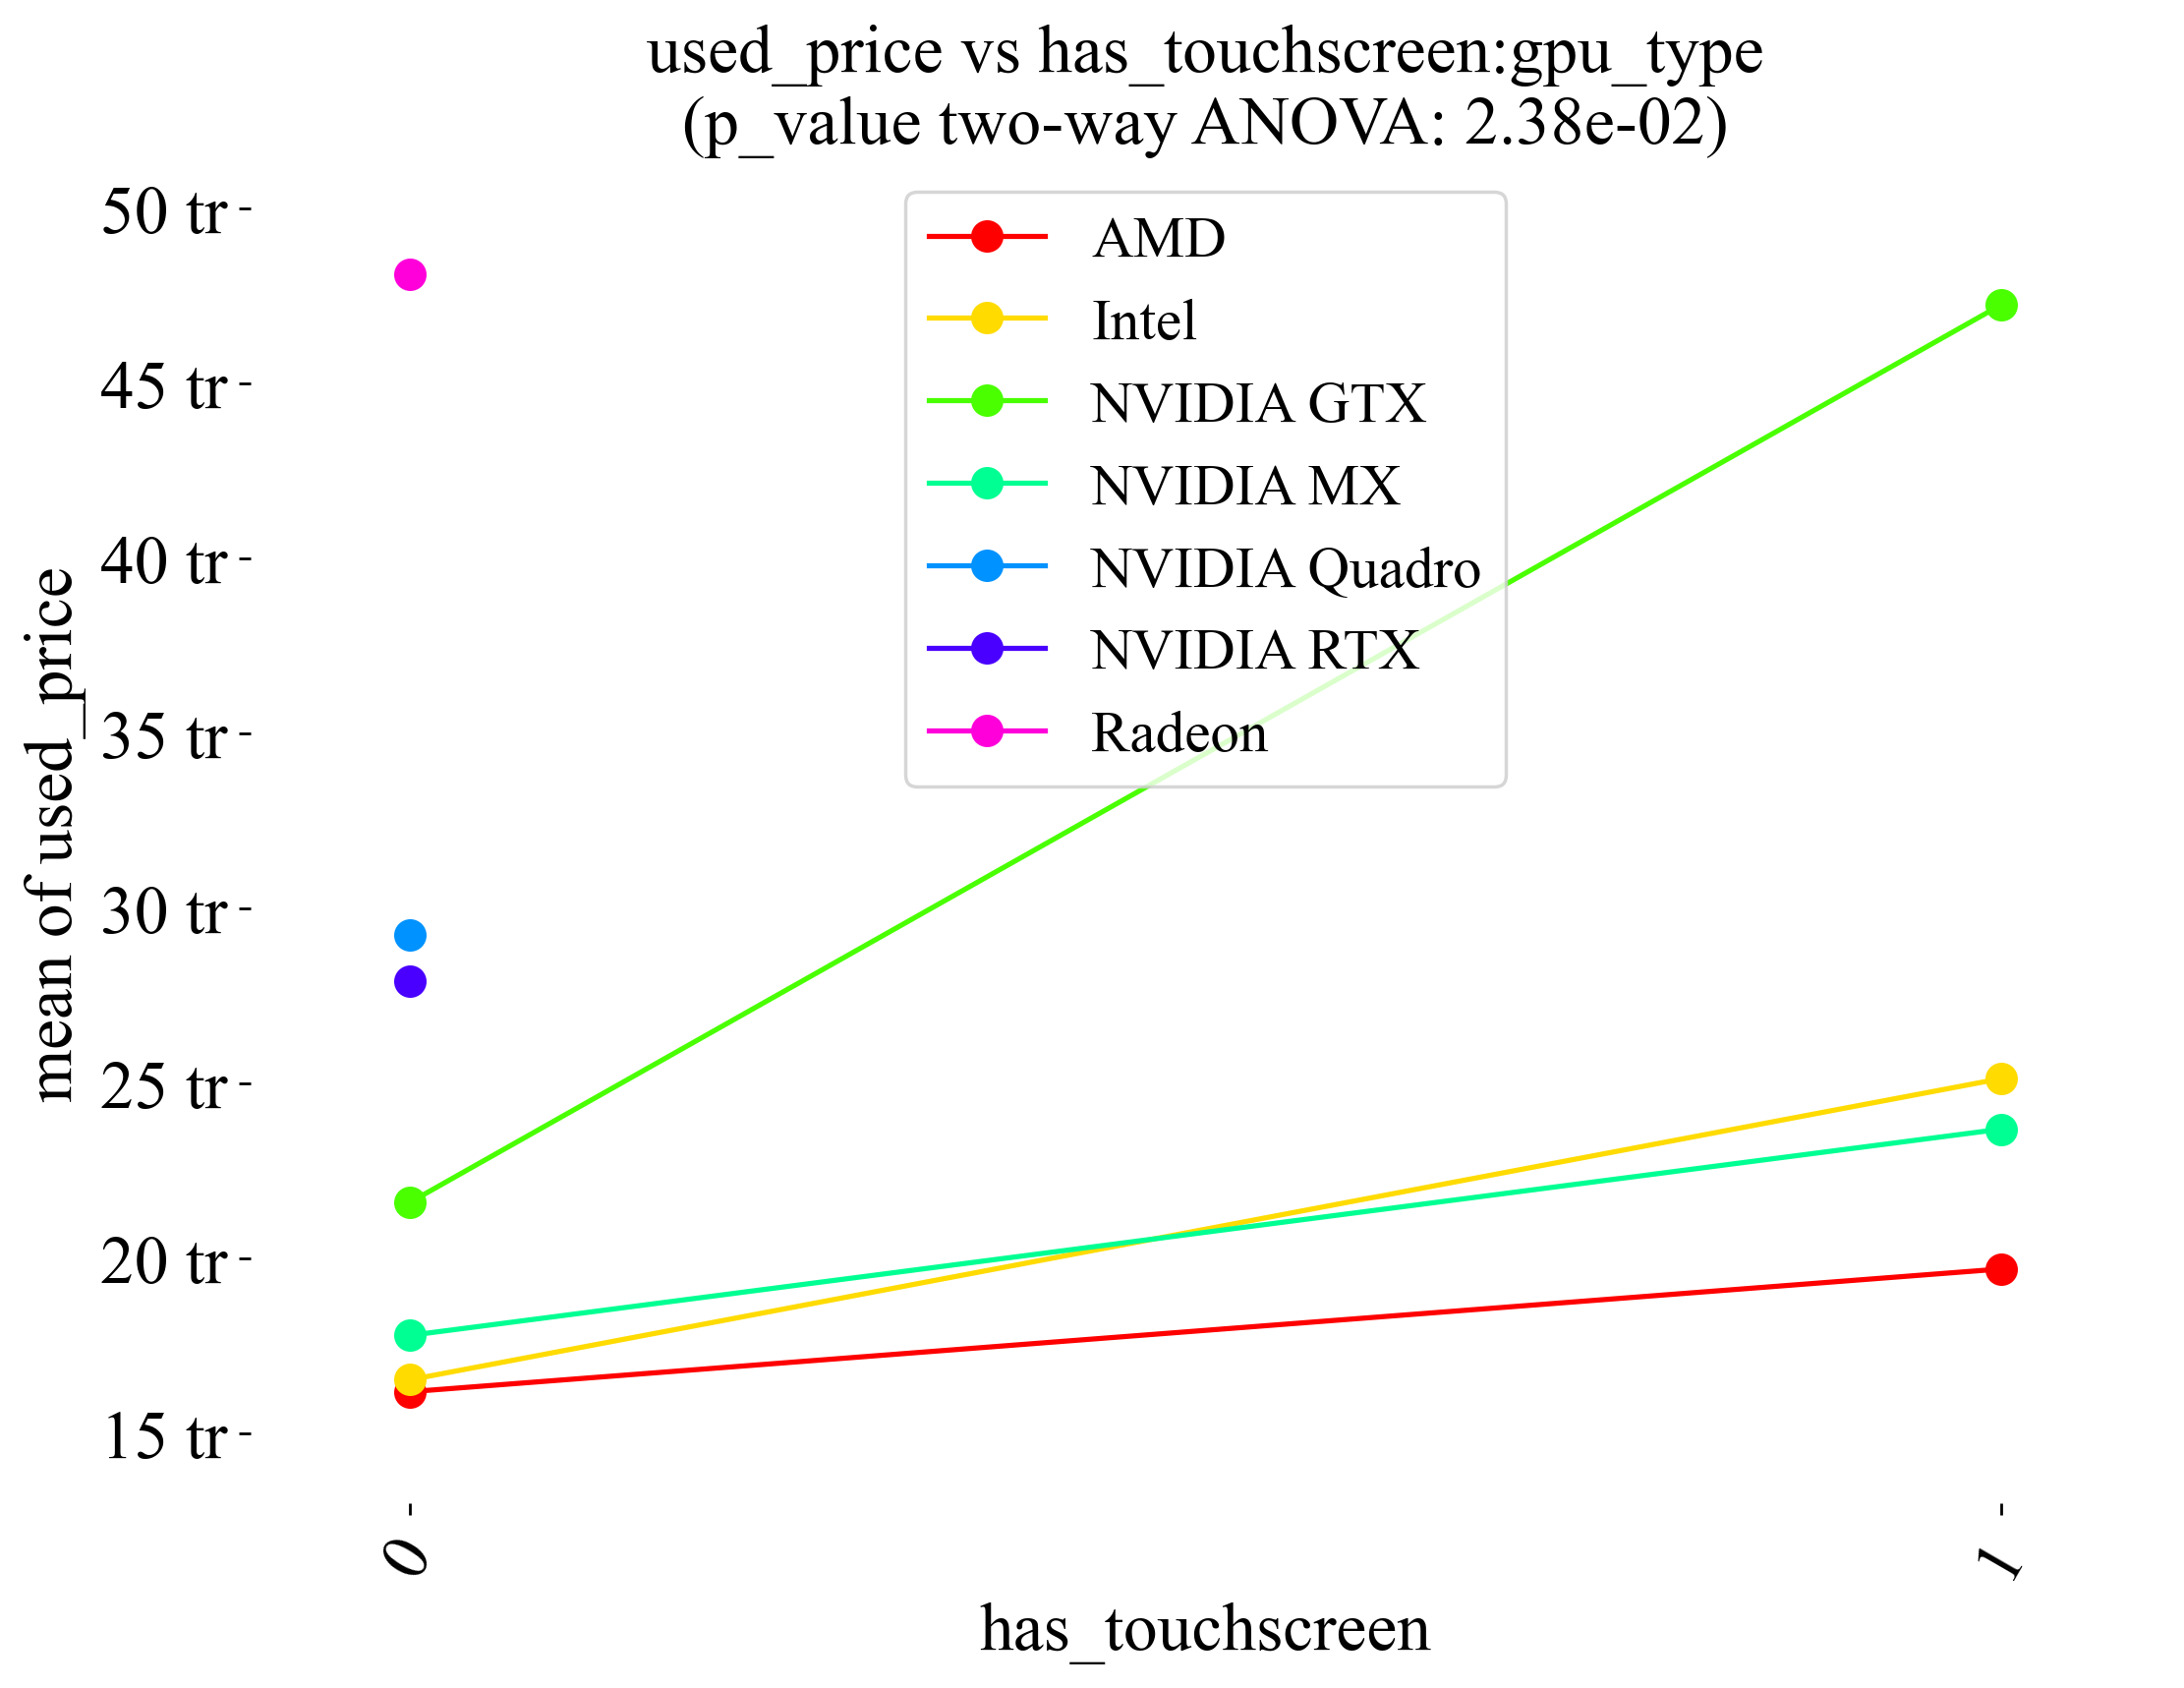 used_price vs has_touchscreen:gpu_type
(p_value two-way ANOVA: 2.38e-02)
50 tr
45 tr
40 tr
35 tr
30 tr
25 tr
20 tr
15 tr
mean of used_price
AMD
Intel
NVIDIA GTX
NVIDIA MX
NVIDIA Quadro
NVIDIA RTX
Radeon
0
1
has_touchscreen